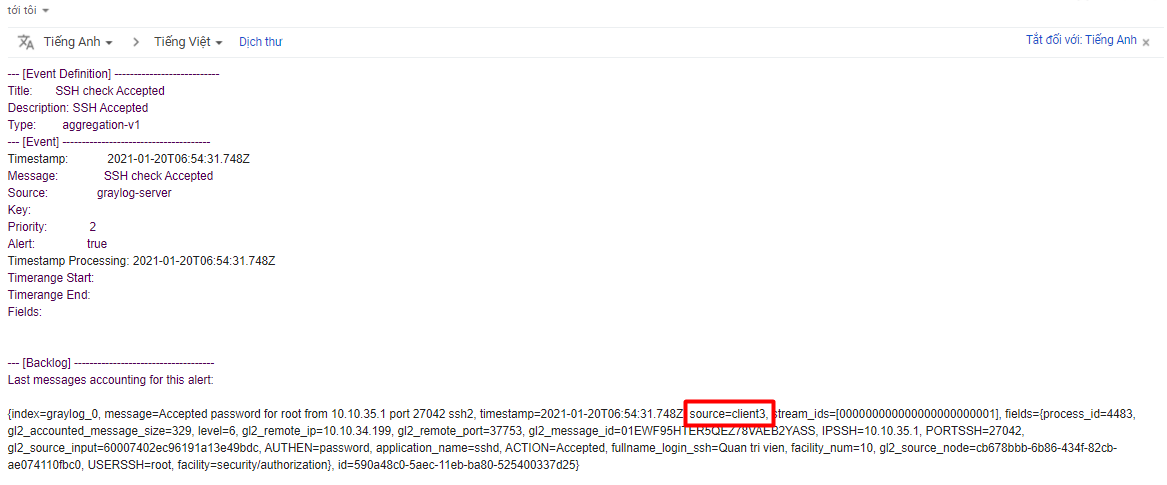 tới tôi
Tiếng Anh > Tiếng Việt Dịch thư Tắt đối với: Tiếng Anh x
--- [Event Definition] ---------------------------
Title: SSH check Accepted
Description: SSH Accepted
Type: aggregation-v1
--- [Event] --------------------------------------
Timestamp: 2021-01-20T06:54:31.748Z
Message: SSH check Accepted
Source: graylog-server
Key:
Priority: 2
Alert: true
Timestamp Processing: 2021-01-20T06:54:31.748Z
Timerange Start:
Timerange End:
Fields:
--- [Backlog] ------------------------------------
Last messages accounting for this alert:
{index=graylog_0, message=Accepted password for root from 10.10.35.1 port 27042 ssh2, timestamp=2021-01-20T06:54:31.748Z, source=client3, stream_ids=[000000000000000000000001], fields={process_id=4483,
gl2_accounted_message_size=329, level=6, gl2_remote_ip=10.10.34.199, gl2_remote_port=37753, gl2_message_id=01EWF95HTER5QEZ78VAEB2YASS, IPSSH=10.10.35.1, PORTSSH=27042,
gl2_source_input=60007402ec96191a13e49bdc, AUTHEN=password, application_name=sshd, ACTION=Accepted, fullname_login_ssh=Quan tri vien, facility_num=10, gl2_source_node=cb678bbb-6b86-434f-82cb-
ae074110fbc0, USERSSH=root, facility=security/authorization}, id=590a48c0-5aec-11eb-ba80-525400337d25}